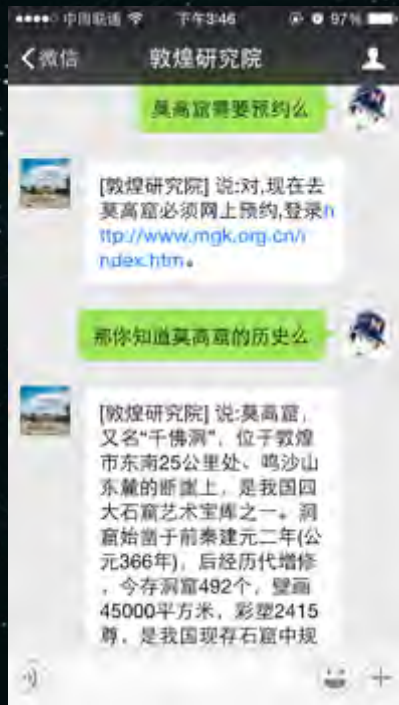 中国联通 下午3:46 97%
微信 敦煌研究院
莫高窟需要预约么
[敦煌研究院] 说:对,现在去
莫高窟必须网上预约,登录h
ttp://www.mgk.org.cn/i
ndex.htm。
那你知道莫高窟的历史么
[敦煌研究院] 说:莫高窟，
又名“千佛洞”，位于敦煌
市东南25公里处、鸣沙山
东麓的断崖上，是我国四
大石窟艺术宝库之一。洞
窟始凿于前秦建元二年(公
元366年)，后经历代增修
，今存洞窟492个，壁画
45000平方米，彩塑2415
尊，是我国现存石窟中规